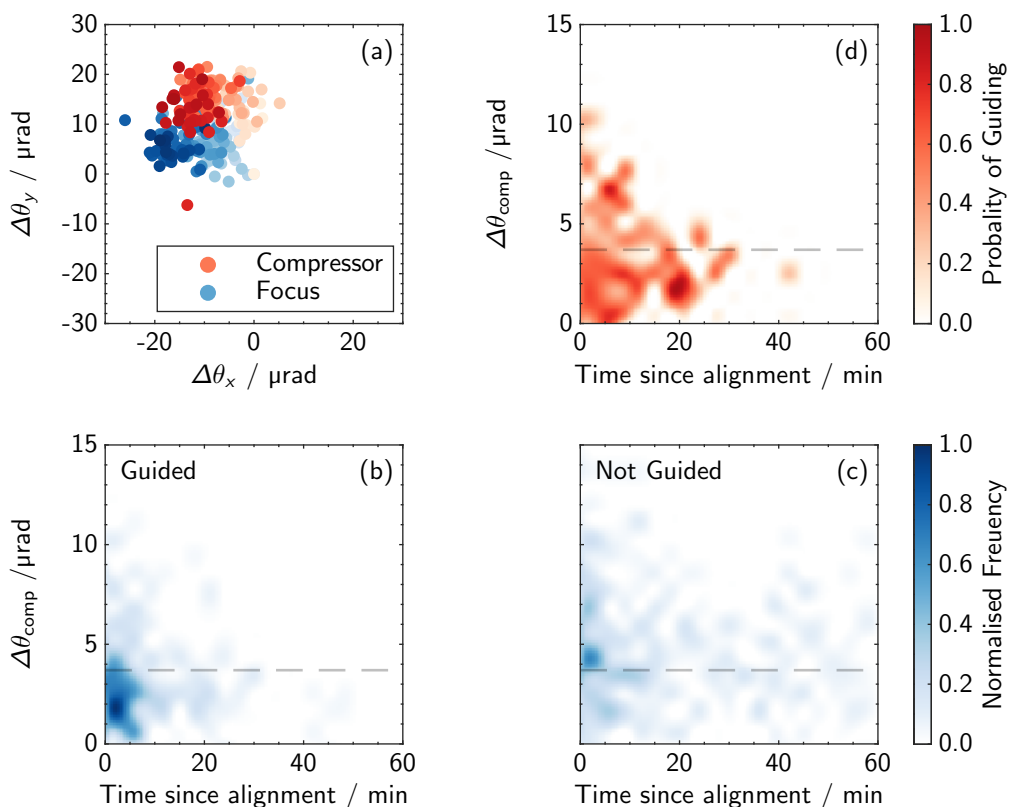 (a)
30
20
10
0
-10
-20
-30
Δθy / μrad
Compressor
Focus
-20
0
20
Δθx / μrad
(d)
15
10
5
0
Δθcomp /μrad
0
20
40
60
Time since alignment / min
1.0
0.8
0.6
0.4
0.2
0.0
Probality of Guiding
Guided
(b)
15
10
5
0
Δθcomp /μrad
0
20
40
60
Time since alignment / min
Not Guided
(c)
15
10
5
0
0
20
40
60
Time since alignment / min
1.0
0.8
0.6
0.4
0.2
0.0
Normalised Freuency